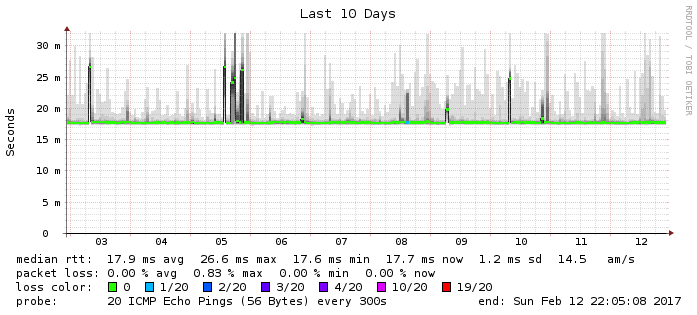 Last 10 Days
RRDTOOL / TOBI OETIKER
Seconds
30 m
25 m
20 m
15 m
10 m
5 m
0
03 04 05 06 07 08 09 10 11 12
median rtt: 17.9 ms avg 26.6 ms max 17.6 ms min 17.7 ms now 1.2 ms sd 14.5 am/s
packet loss: 0.00 % avg 0.83 % max 0.00 % min 0.00 % now
loss color: 0 1/20 2/20 3/20 4/20 10/20 19/20
probe: 20 ICMP Echo Pings (56 Bytes) every 300s end: Sun Feb 12 22:05:08 2017